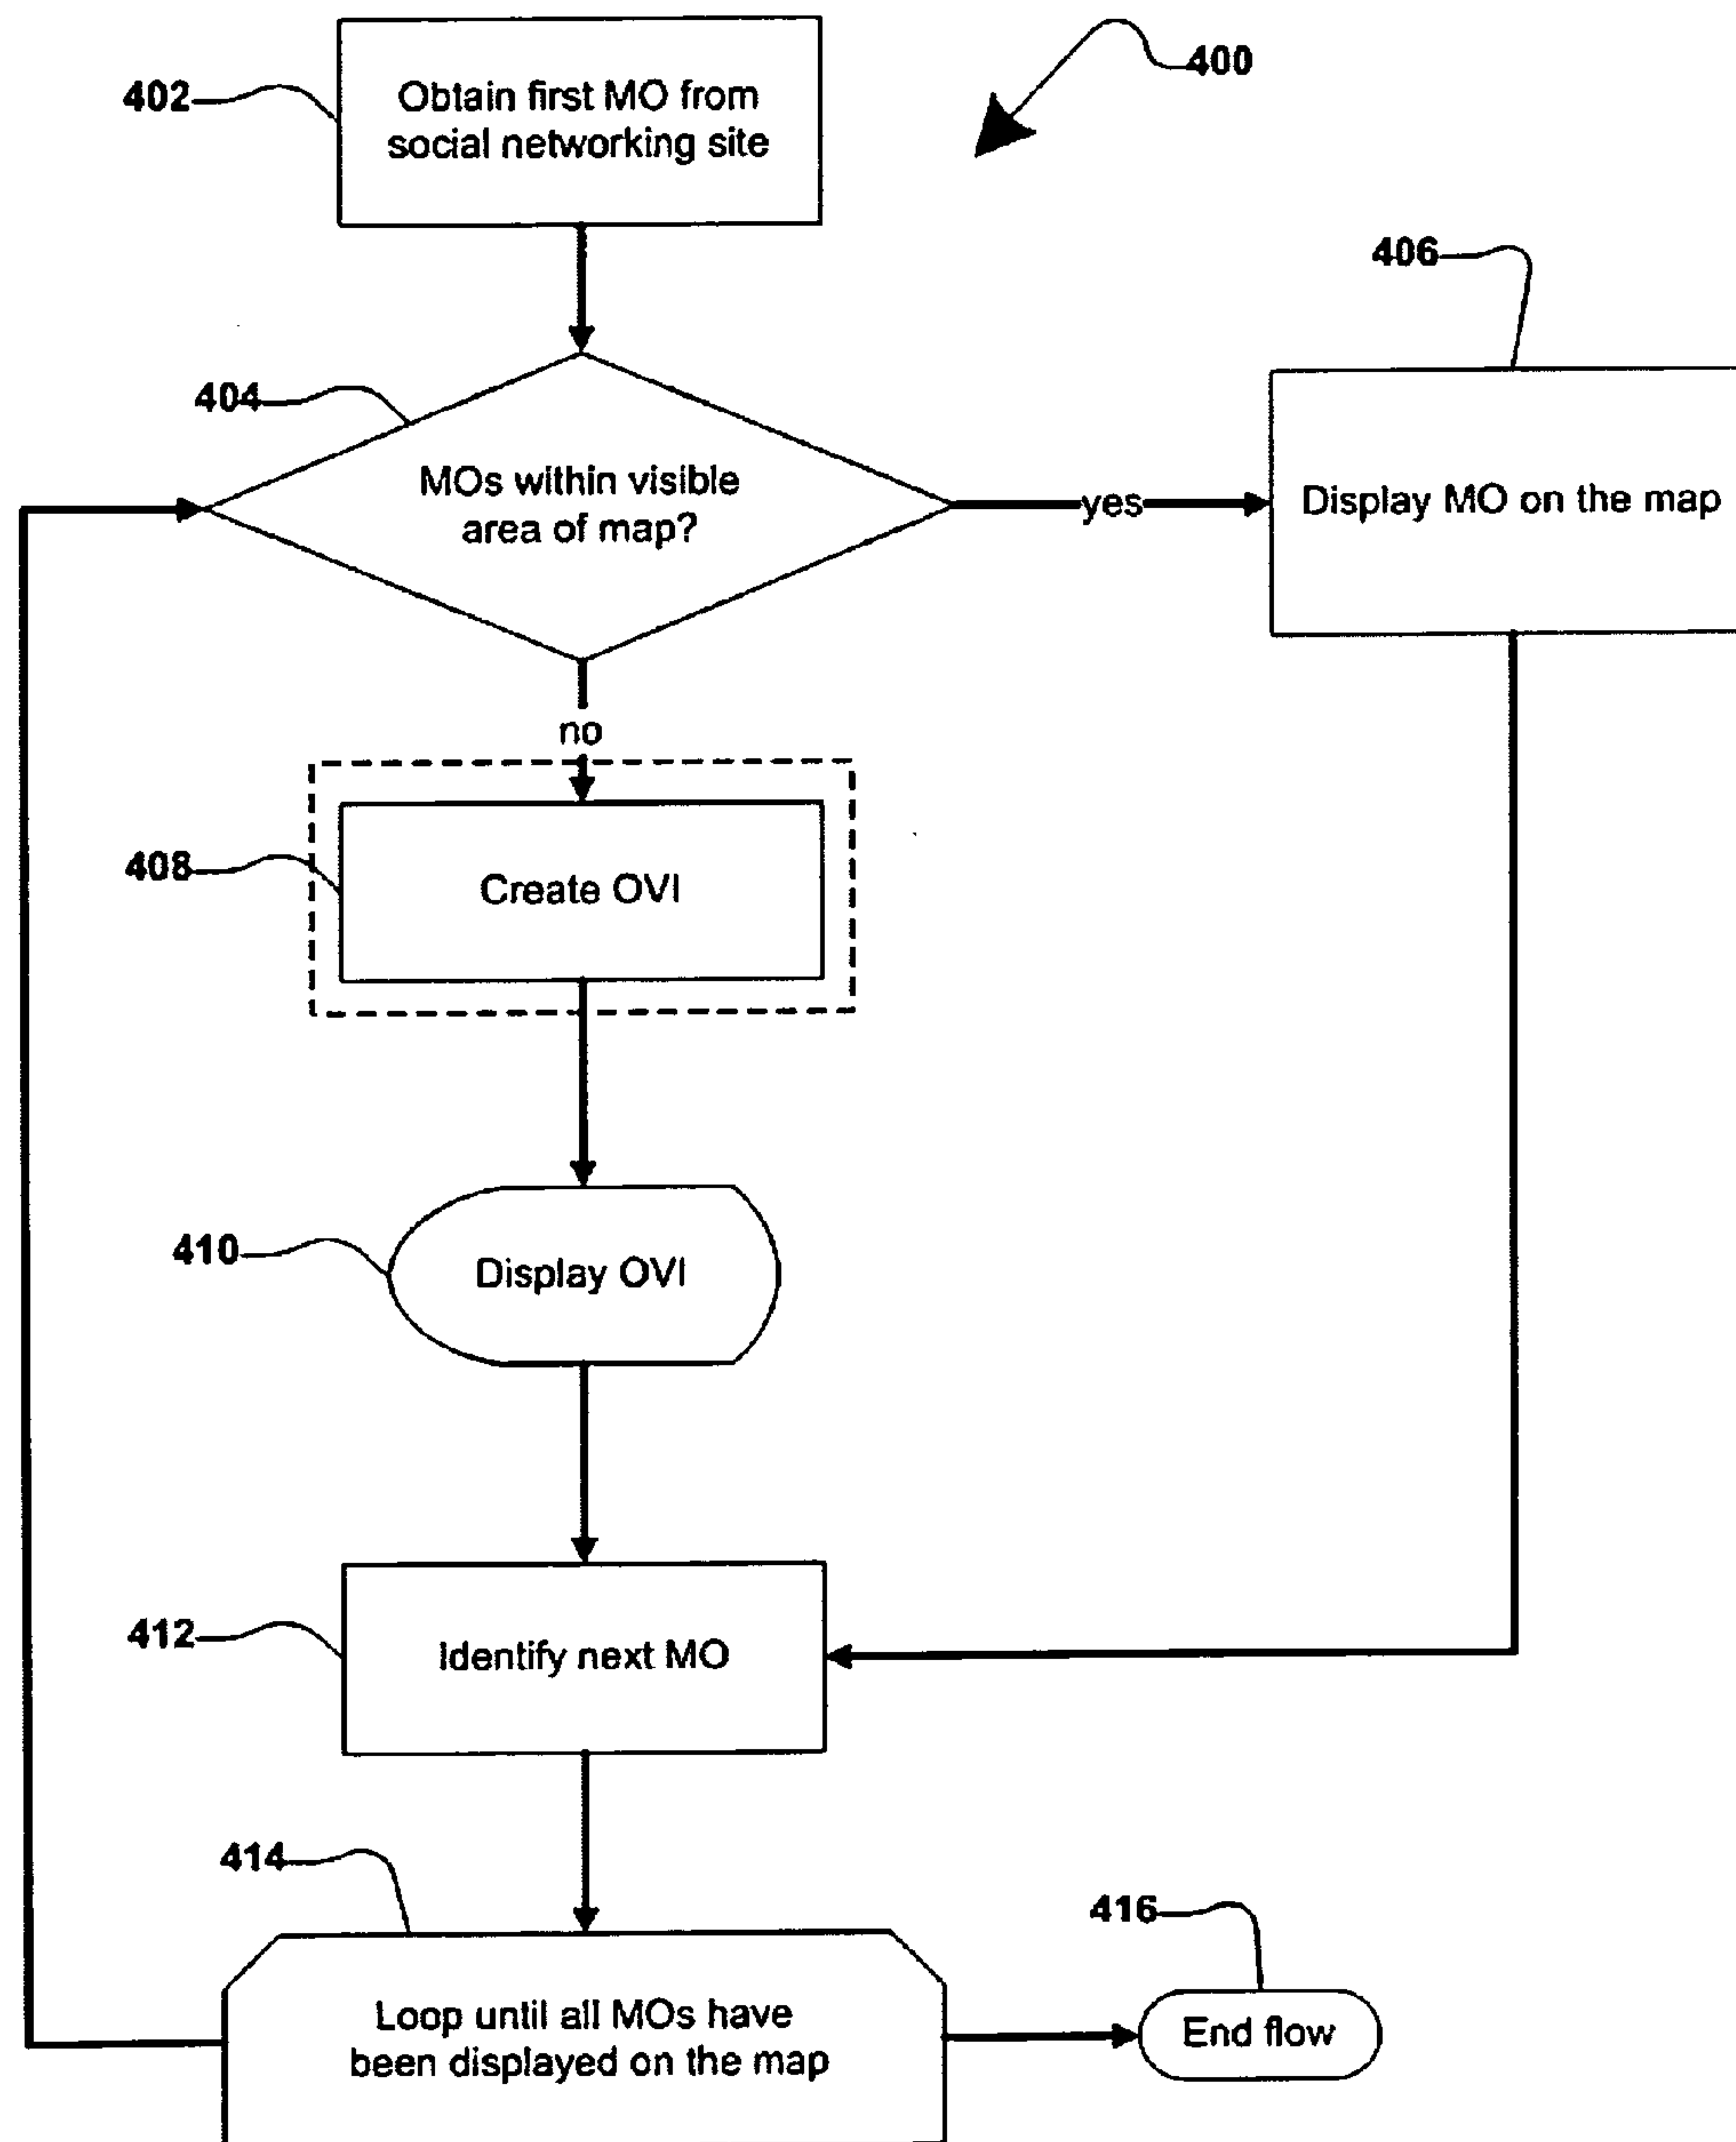 400
402
Obtain first MO from
social networking site
406
404
MOs within visible
area of map?
yes
Display MO on the map
no
408
Create OVI
410
Display OVI
412
Identify next MO
414
416
Loop until all MOs have
been displayed on the map
End flow